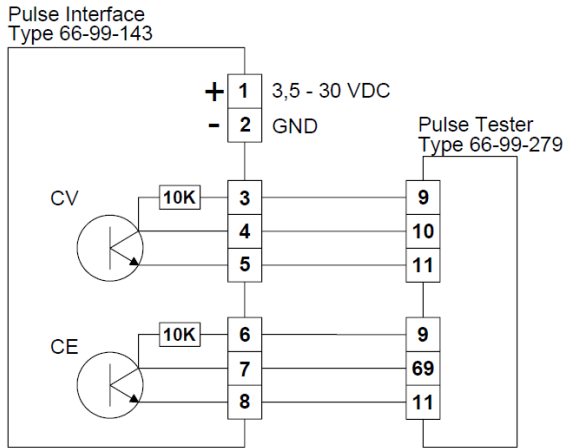 Pulse Interface
Type 66-99-143
+ 1 3,5 - 30 VDC
- 2 GND
Pulse Tester
Type 66-99-279
CV 10K 3 9
4 10
5 11
CE 10K 6 9
7 69
8 11